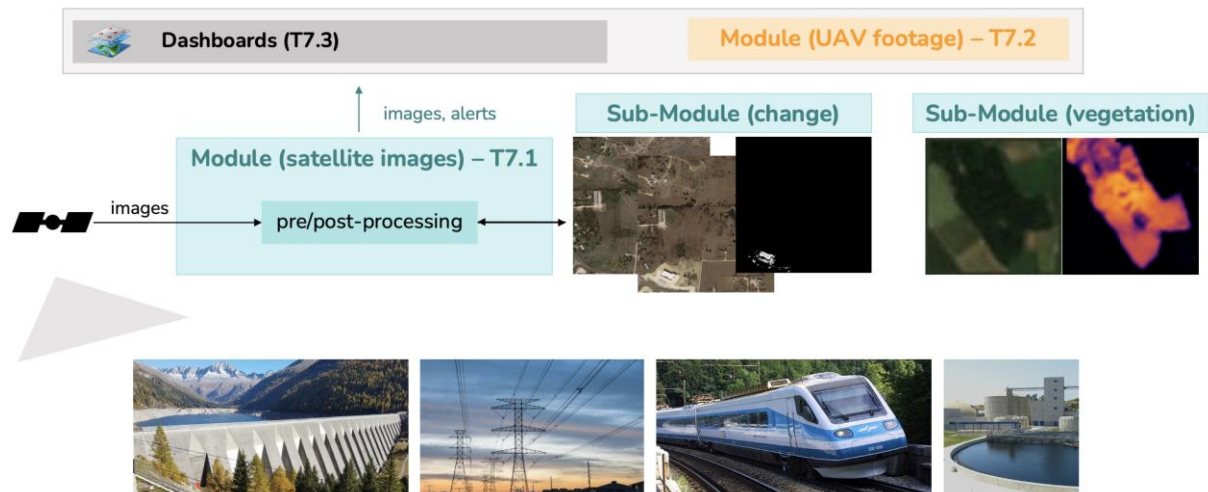 Dashboards (T7.3)
Module (UAV footage) – T7.2
images, alerts
Sub-Module (change)
Sub-Module (vegetation)
Module (satellite images) – T7.1
images
pre/post-processing